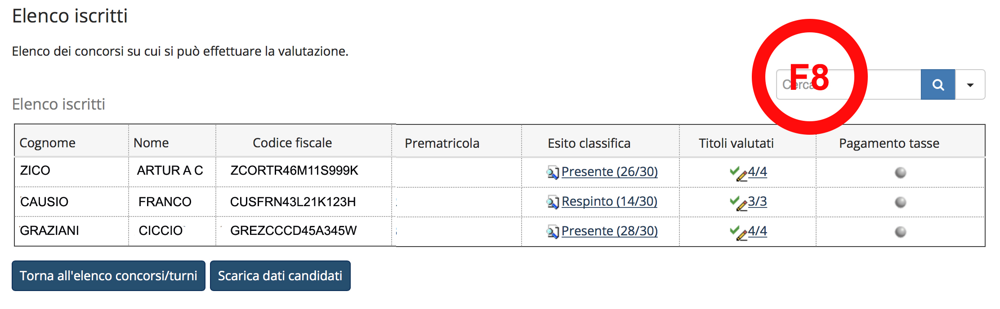 Elenco iscritti
Elenco dei concorsi su cui si può effettuare la valutazione.
F8
Cerca
Elenco iscritti
Cognome Nome Codice fiscale Prematricola Esito classifica Titoli valutati Pagamento tasse
ZICO ARTUR A C ZCORTR46M11S999K Presente (26/30) 4/4
CAUSIO FRANCO CUSFRN43L21K123H Respinto (14/30) 3/3
GRAZIANI CICCIO GREZCCCD45A345W Presente (28/30) 4/4
Torna all'elenco concorsi/turni Scarica dati candidati